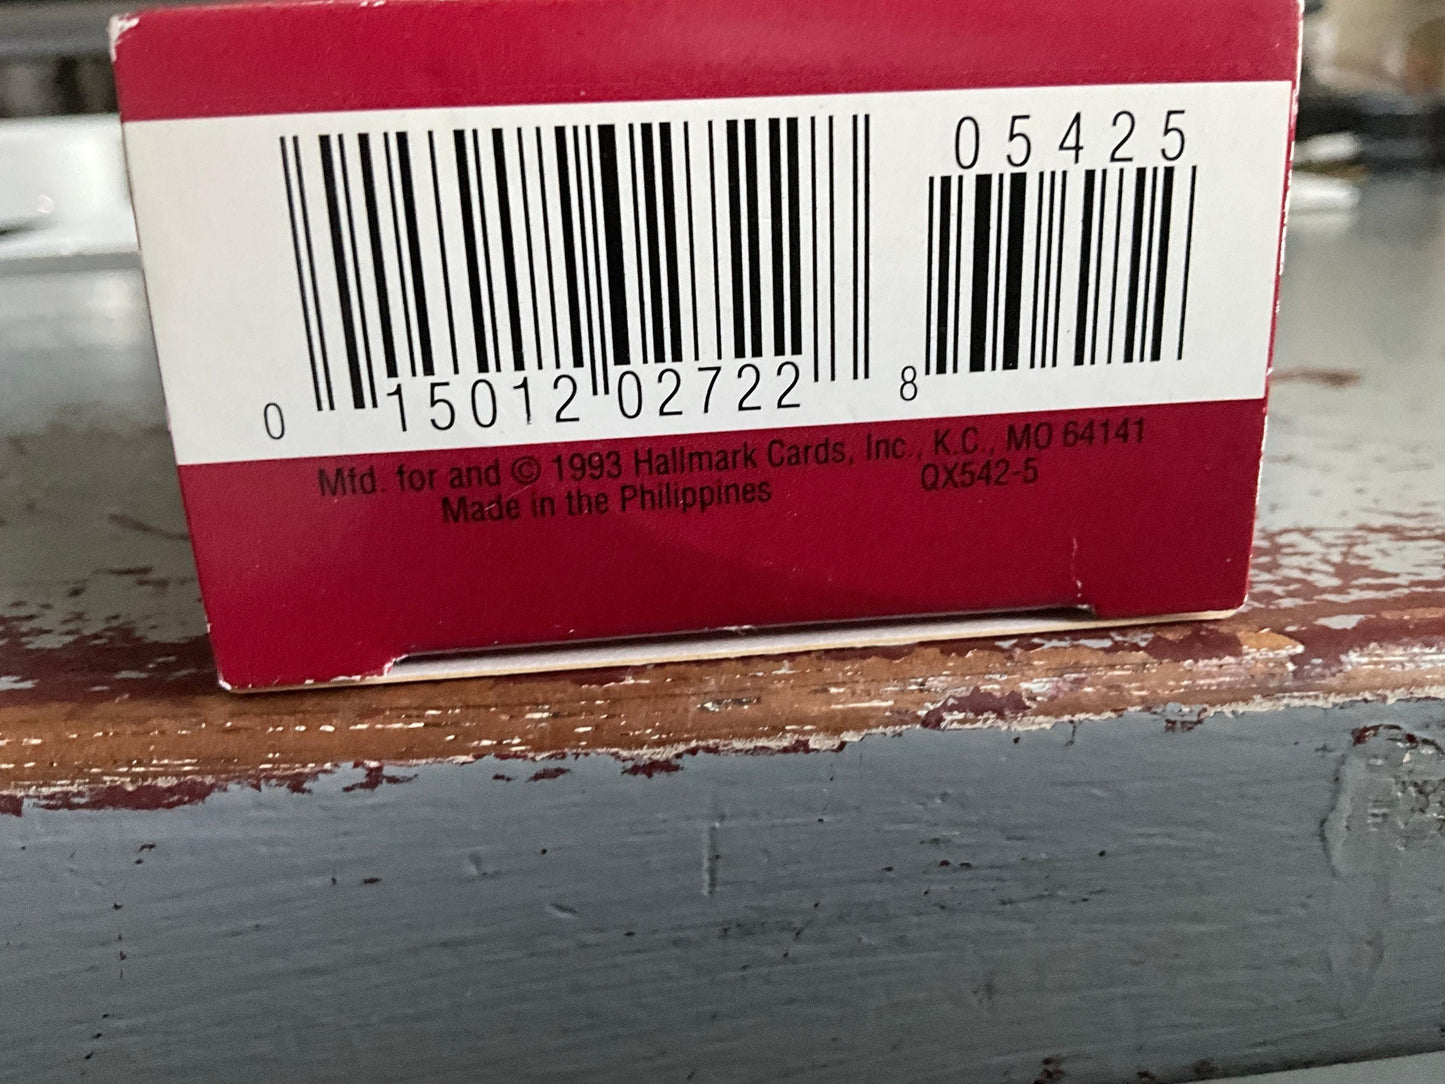 05425
0 15012 02722 8
Mfd. for and © 1993 Hallmark Cards, Inc., K.C., MO 64141
Made in the Philippines QX542-5